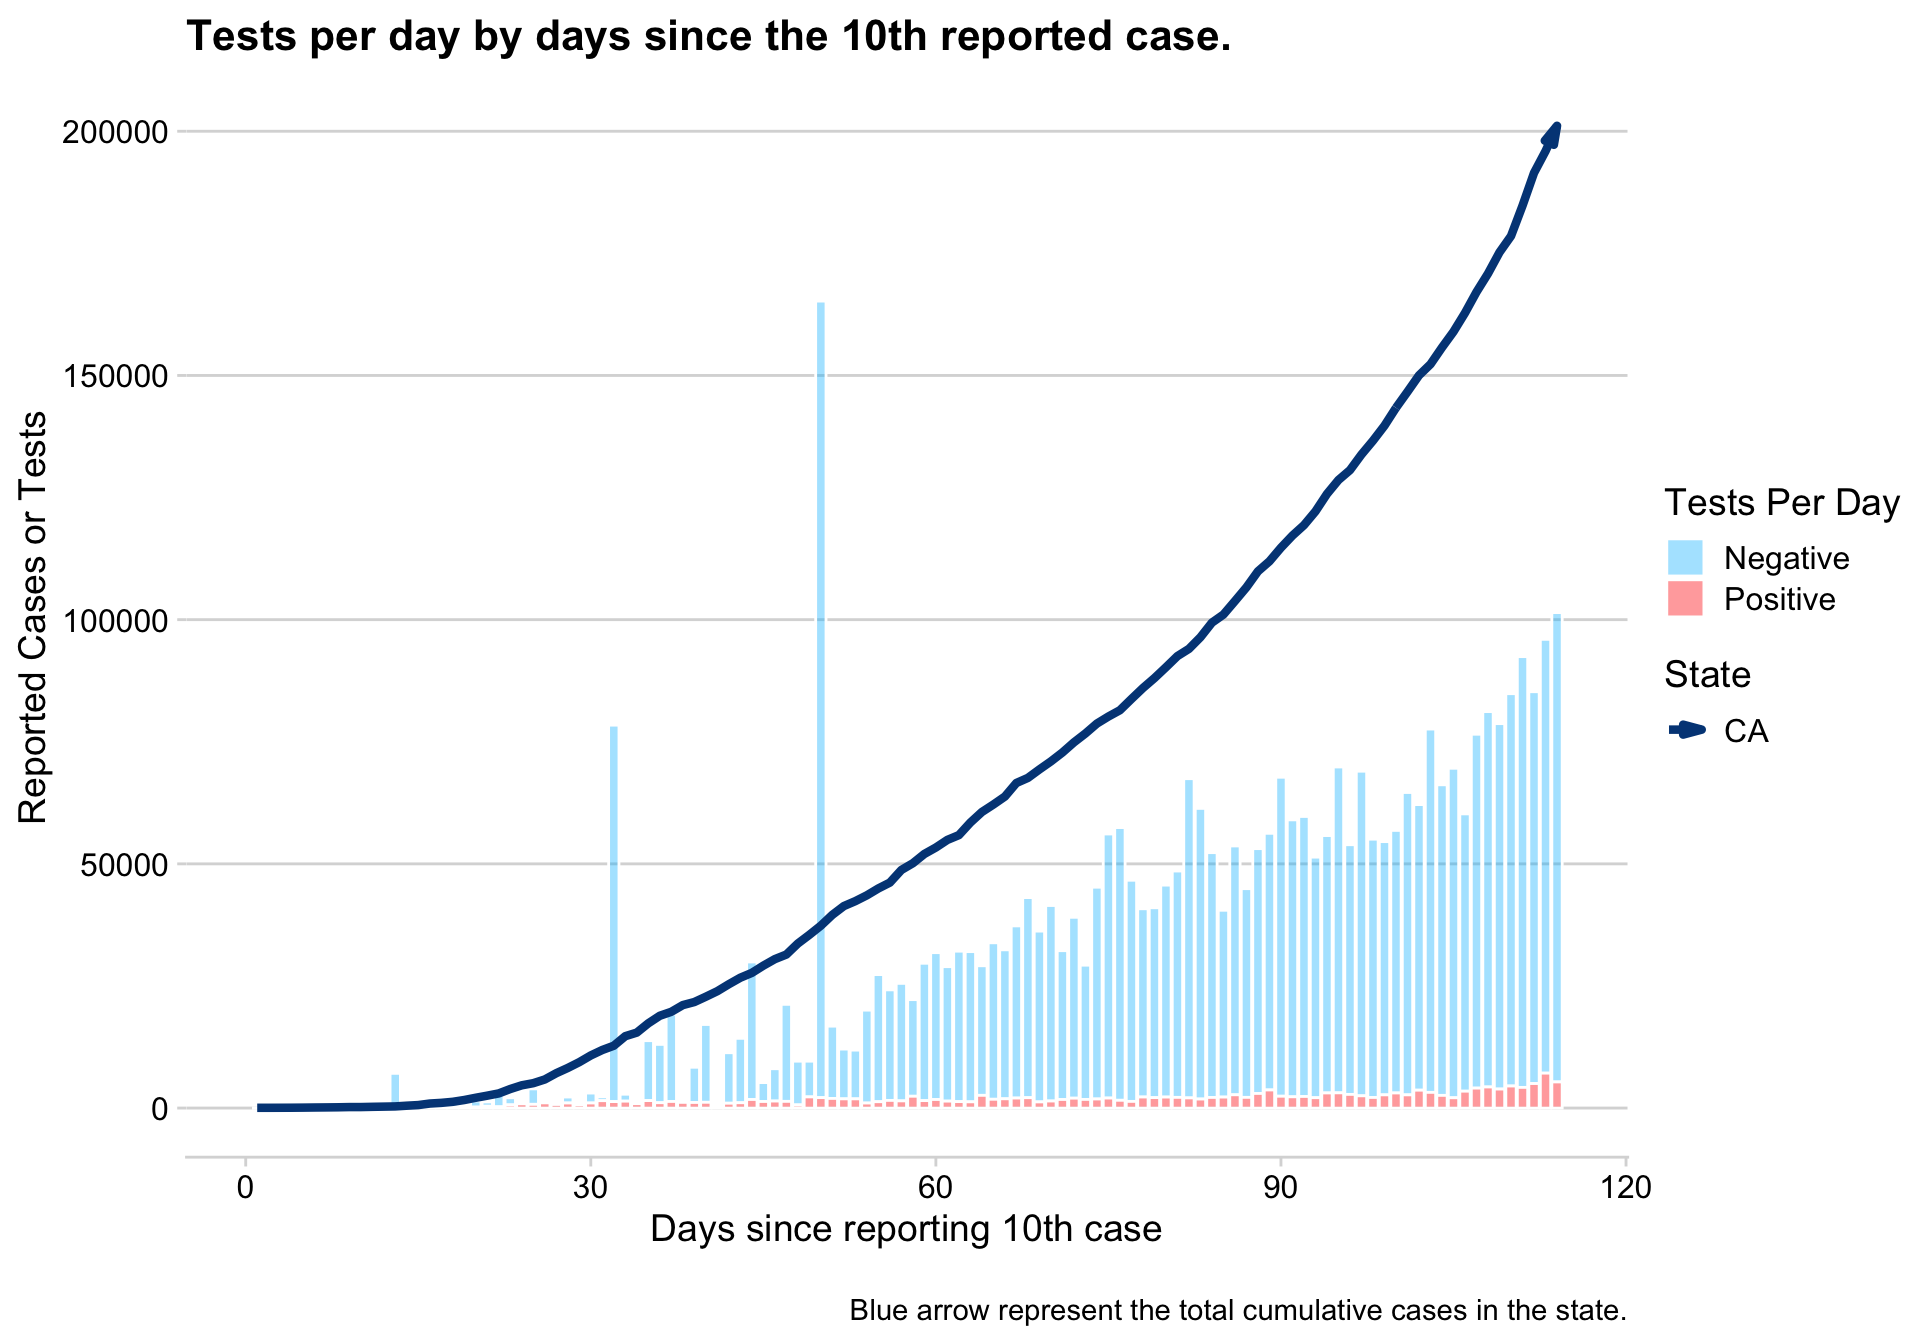 Tests per day by days since the 10th reported case.
200000
150000
100000
50000
0
Reported Cases or Tests
0 30 60 90 120
Days since reporting 10th case
Tests Per Day
Negative
Positive
State
CA
Blue arrow represent the total cumulative cases in the state.